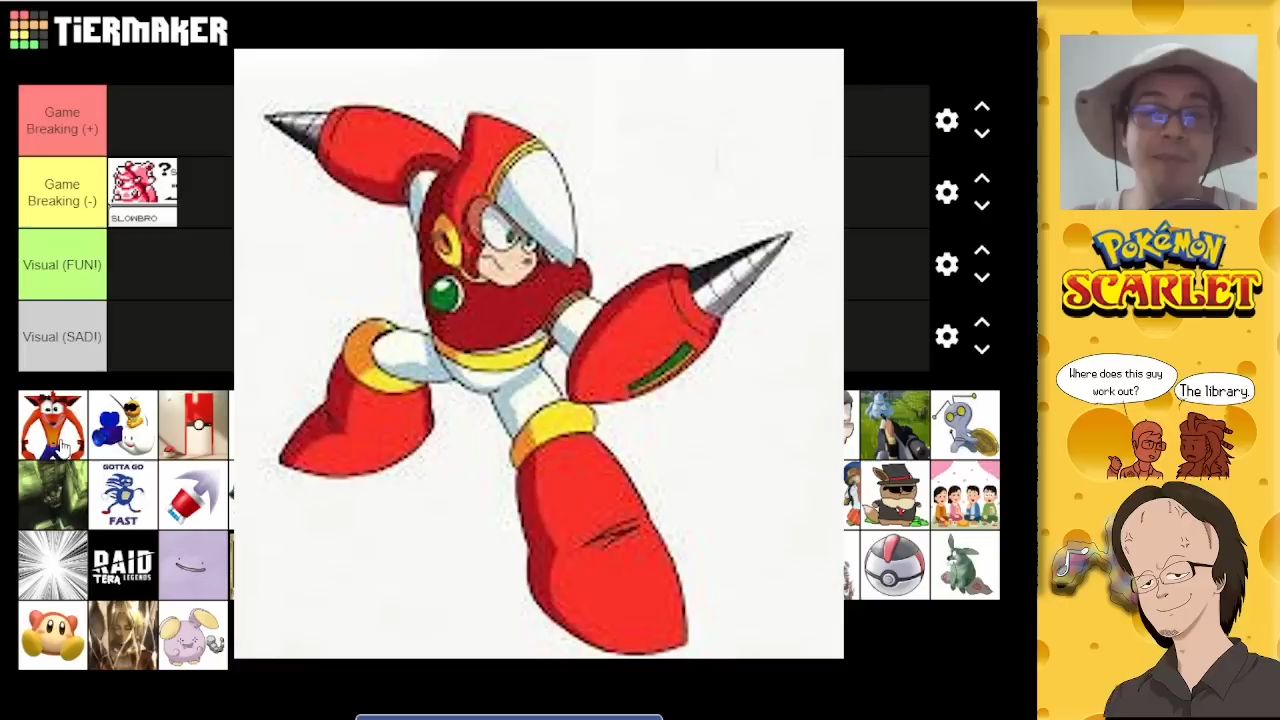 TiERMAKER
Game
Breaking (+)
Game
Breaking (-)
?
SLOWBRO
Visual (FUN!)
Visual (SAD!)
GOTTA GO
FAST
RAID
TERA LEGENDS
POKéMON
SCARLET
Where does this guy
work out?
The library.